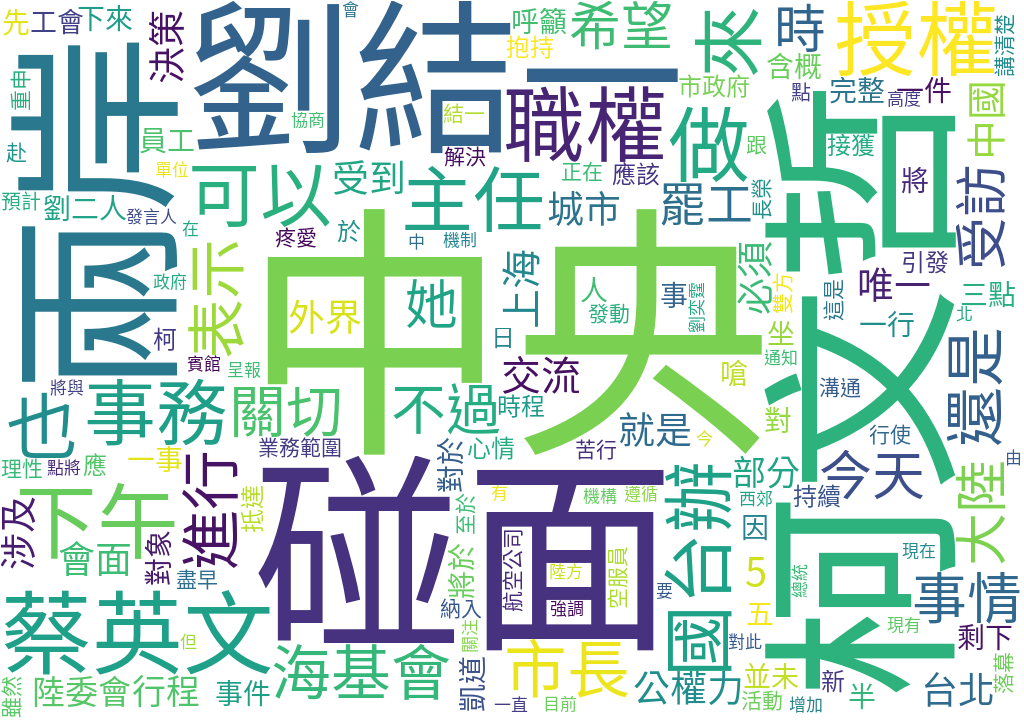 先
工會
下來
決策
劉結一
會
呼籲
抱持
希望
來
時
授權
講清楚
重申
兩岸
員工
協商
結一
職權
市政府
含概
點
完整
一件
高度
中國
赴
單位
解決
做
跟
接獲
預計
劉二人
發言人
可以
受到
主任
正在
應該
城市
罷工
長榮
柯文哲
將
受訪
在
疼愛
於
中
機制
中央
表示
政府
柯
外界
她
上海
人
發動
事
劉奕霆
必須
雙方
這是
唯一
引發
三點
北
一行
賓館
呈報
日
交流
嗆
坐
通知
還是
將與
也
事務
關切
不過
時程
就是
對
溝通
行使
理性
點將
應
一事
業務範圍
對於
心情
苦行
今
由
涉及
下午
進行
抵達
碰面
有
機構
遵循
台辦
部分
今天
西郊
持續
大陸
會面
對象
盡早
至於
將於
航空公司
陸方
空服員
強調
因
5
總統
現在
納入
要
五
事情
蔡英文
但
海基會
關注
市長
國
對此
現有
剩下
雖然
陸委會
行程
事件
凱道
一直
目前
公權力
並未
活動
新
增加
半
台北
落幕